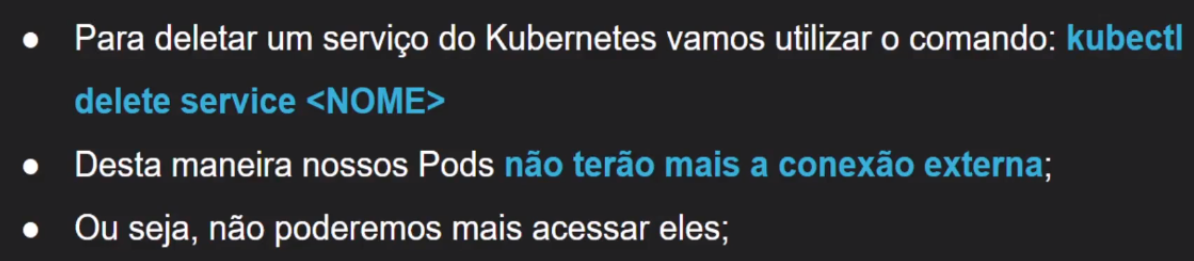 ● Para deletar um serviço do Kubernetes vamos utilizar o comando: kubectl
delete service <NOME>
● Desta maneira nossos Pods não terão mais a conexão externa;
● Ou seja, não poderemos mais acessar eles;